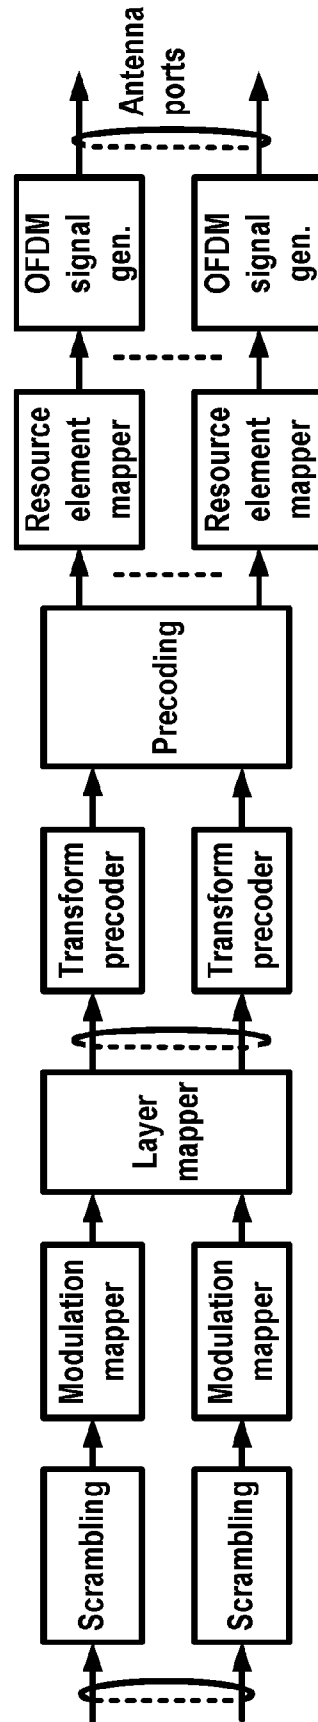 Scrambling
Scrambling
Modulation
mapper
Modulation
mapper
Layer
mapper
Transform
precoder
Transform
precoder
Precoding
Resource
element
mapper
Resource
element
mapper
OFDM
signal
gen.
OFDM
signal
gen.
Antenna
ports